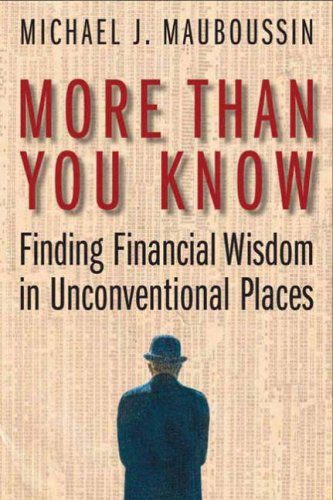 MICHAEL J. MAUBOUSSIN
MORE THAN
YOU KNOW
Finding Financial Wisdom
in Unconventional Places